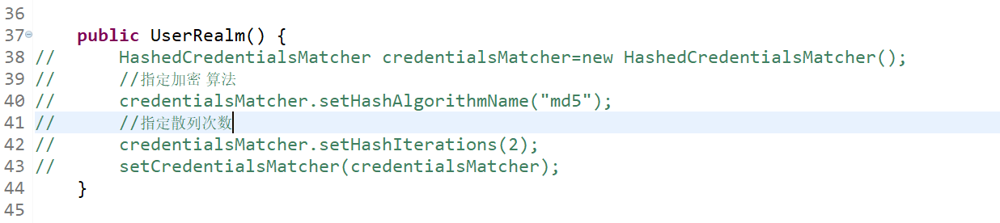 36
37 public UserRealm() {
38 // HashedCredentialsMatcher credentialsMatcher=new HashedCredentialsMatcher();
39 // //指定加密 算法
40 // credentialsMatcher.setHashAlgorithmName("md5");
41 // //指定散列次数
42 // credentialsMatcher.setHashIterations(2);
43 // setCredentialsMatcher(credentialsMatcher);
44 }
45